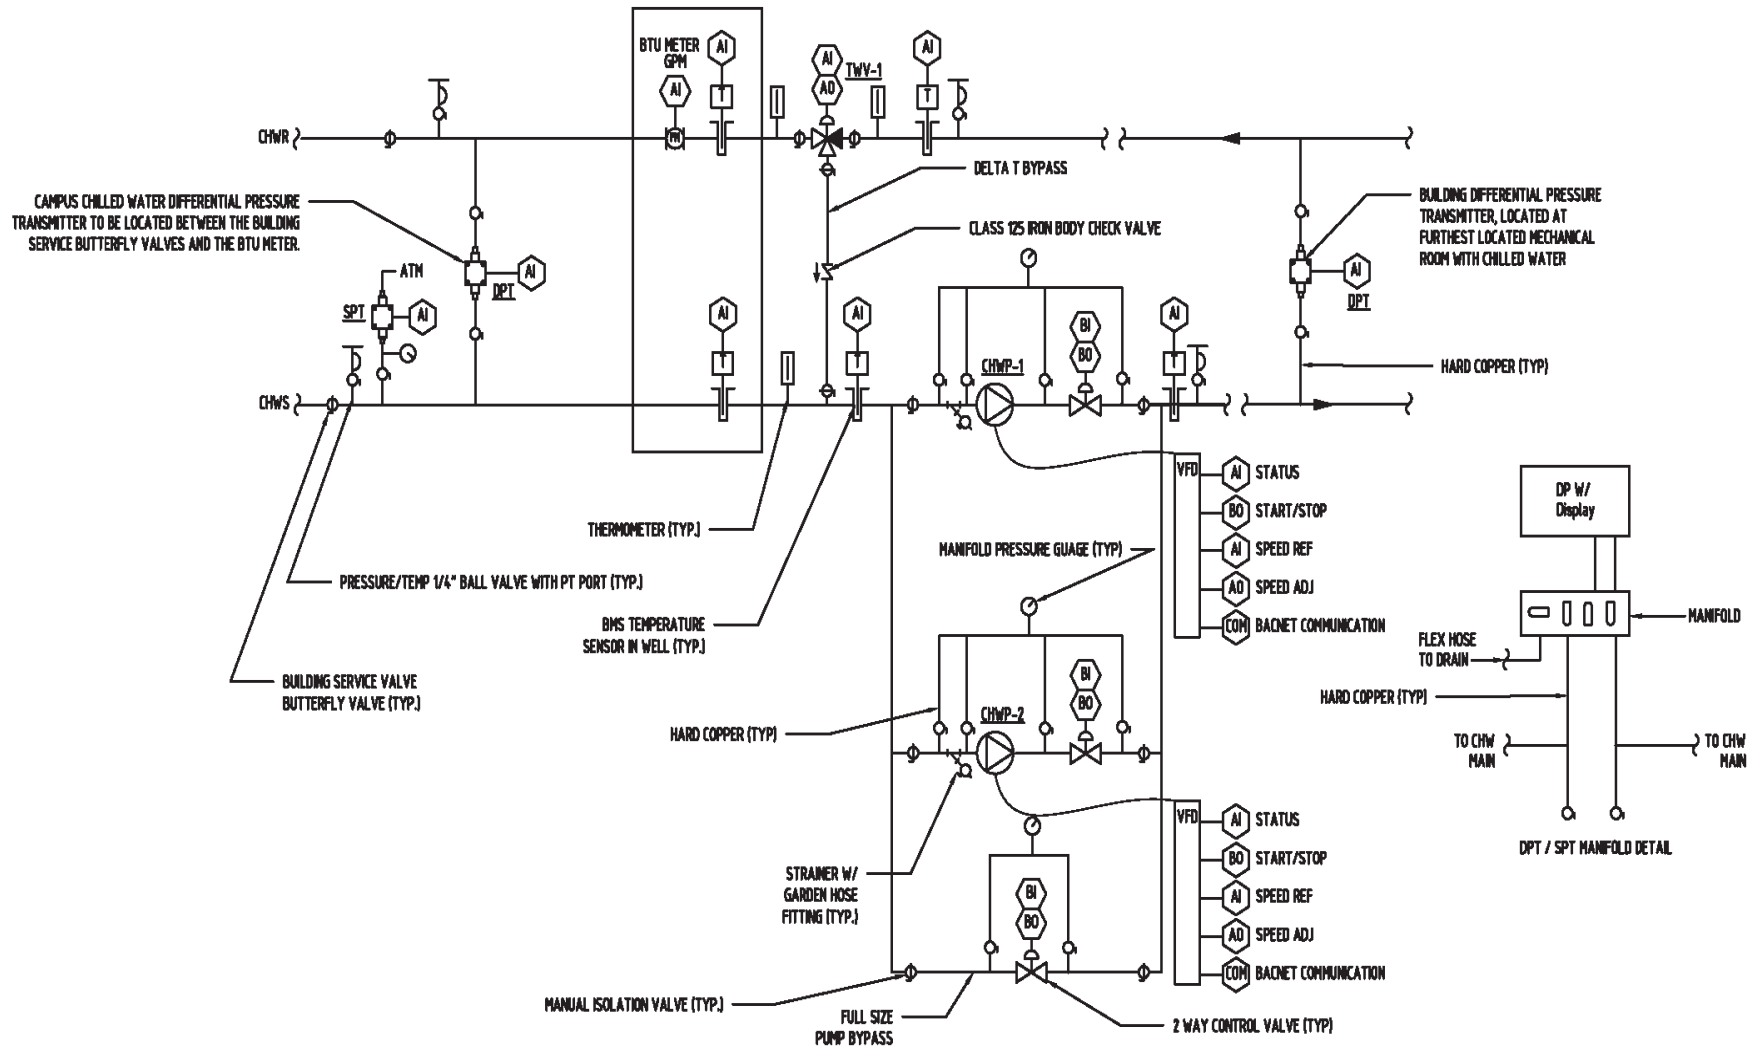 BTU METER
GPM
AI
AI
AI
AO
TWV-1
AI
T
T
CHWR
FM
DELTA T BYPASS
CAMPUS CHILLED WATER DIFFERENTIAL PRESSURE
TRANSMITTER TO BE LOCATED BETWEEN THE BUILDING
SERVICE BUTTERFLY VALVES AND THE BTU METER.
BUILDING DIFFERENTIAL PRESSURE
TRANSMITTER, LOCATED AT
FURTHEST LOCATED MECHANICAL
ROOM WITH CHILLED WATER
CLASS 125 IRON BODY CHECK VALVE
ATM
AI
DPT
AI
DPT
SPT
AI
AI
T
AI
T
BI
BO
AI
T
CHWP-1
HARD COPPER (TYP)
CHWS
VFD
AI STATUS
BO START/STOP
AI SPEED REF
AO SPEED ADJ
COM BACNET COMMUNICATION
THERMOMETER (TYP.)
MANIFOLD PRESSURE GUAGE (TYP)
PRESSURE/TEMP 1/4" BALL VALVE WITH PT PORT (TYP.)
BMS TEMPERATURE
SENSOR IN WELL (TYP.)
BUILDING SERVICE VALVE
BUTTERFLY VALVE (TYP.)
DP W/
Display
MANIFOLD
FLEX HOSE
TO DRAIN
HARD COPPER (TYP)
TO CHW
MAIN
TO CHW
MAIN
DPT / SPT MANIFOLD DETAIL
BI
BO
CHWP-2
HARD COPPER (TYP)
VFD
AI STATUS
BO START/STOP
AI SPEED REF
AO SPEED ADJ
COM BACNET COMMUNICATION
STRAINER W/
GARDEN HOSE
FITTING (TYP.)
BI
BO
MANUAL ISOLATION VALVE (TYP.)
FULL SIZE
PUMP BYPASS
2 WAY CONTROL VALVE (TYP)